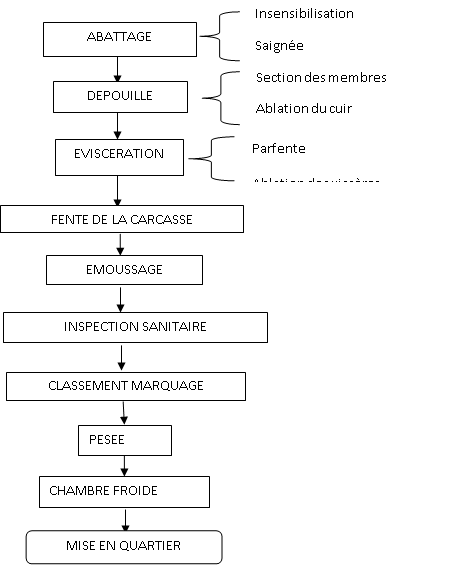 ABATTAGE
Insensibilisation
Saignée
DEPOUILLE
Section des membres
Ablation du cuir
EVISCERATION
Parfente
FENTE DE LA CARCASSE
EMOUSSAGE
INSPECTION SANITAIRE
CLASSEMENT MARQUAGE
PESEE
CHAMBRE FROIDE
MISE EN QUARTIER